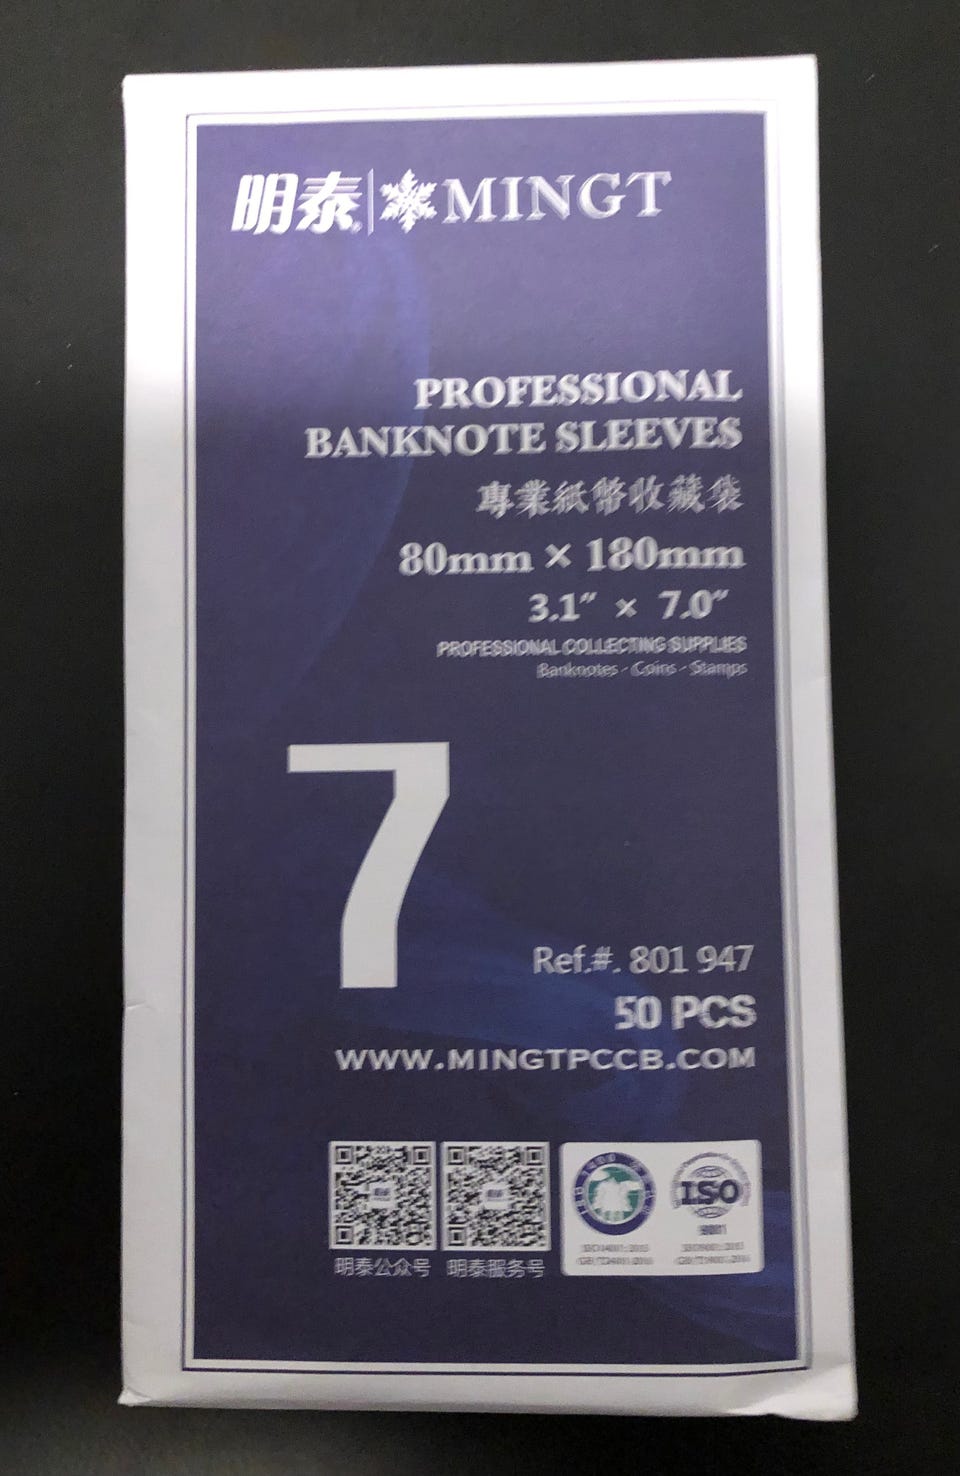 明泰® MINGT
PROFESSIONAL
BANKNOTE SLEEVES
專業紙幣收藏袋
80mm × 180mm
3.1″ × 7.0″
PROFESSIONAL COLLECTING SUPPLIES
Banknotes - Coins - Stamps
7
Ref.#. 801 947
50 PCS
WWW.MINGTPCCB.COM
明泰公众号 明泰服务号
ISO
9001